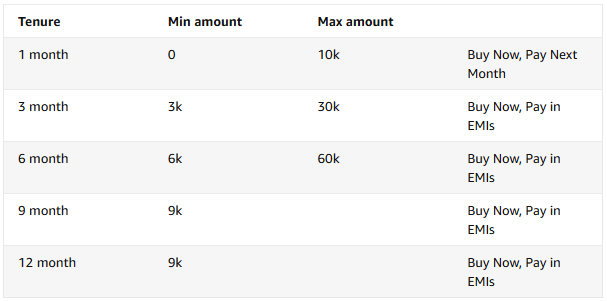 Tenure Min amount Max amount
1 month 0 10k Buy Now, Pay Next
Month
3 month 3k 30k Buy Now, Pay in
EMIs
6 month 6k 60k Buy Now, Pay in
EMIs
9 month 9k Buy Now, Pay in
EMIs
12 month 9k Buy Now, Pay in
EMIs